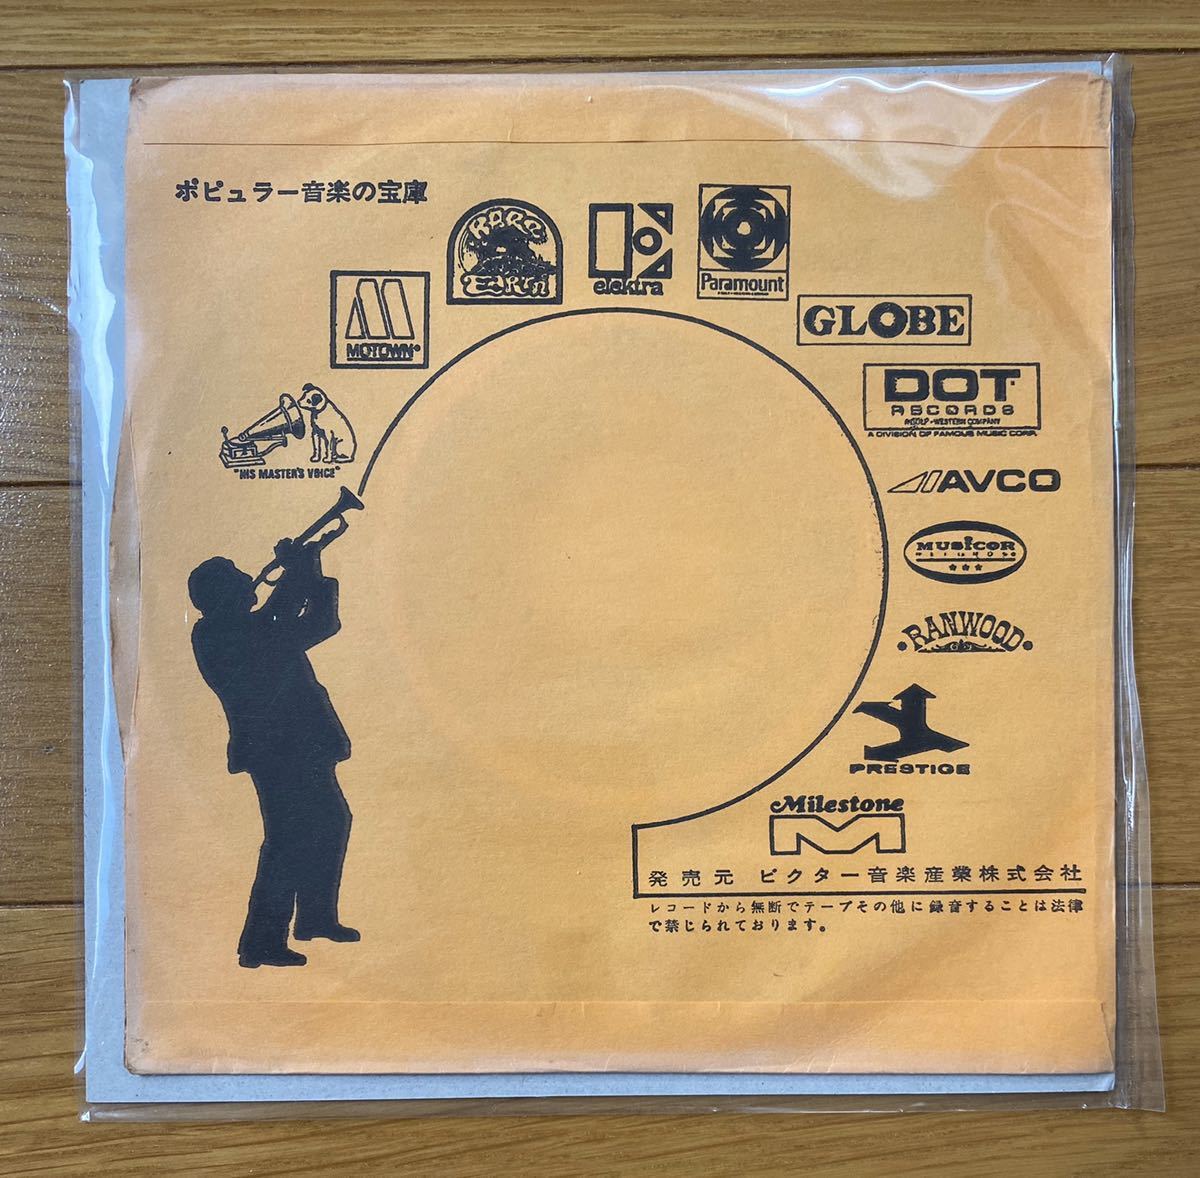 ポピュラー音楽の宝庫
RARE
EARTH
elektra
Paramount
MOTOWN
GLOBE
DOT
RECORDS
A DIVISION OF FAMOUS MUSIC CORP.
"HIS MASTER'S VOICE"
AVCO
MUSICOR
RANWOOD
PRESTIGE
Milestone
発売元 ビクター音楽産業株式会社
レコードから無断でテープその他に録音することは法律
で禁じられております。